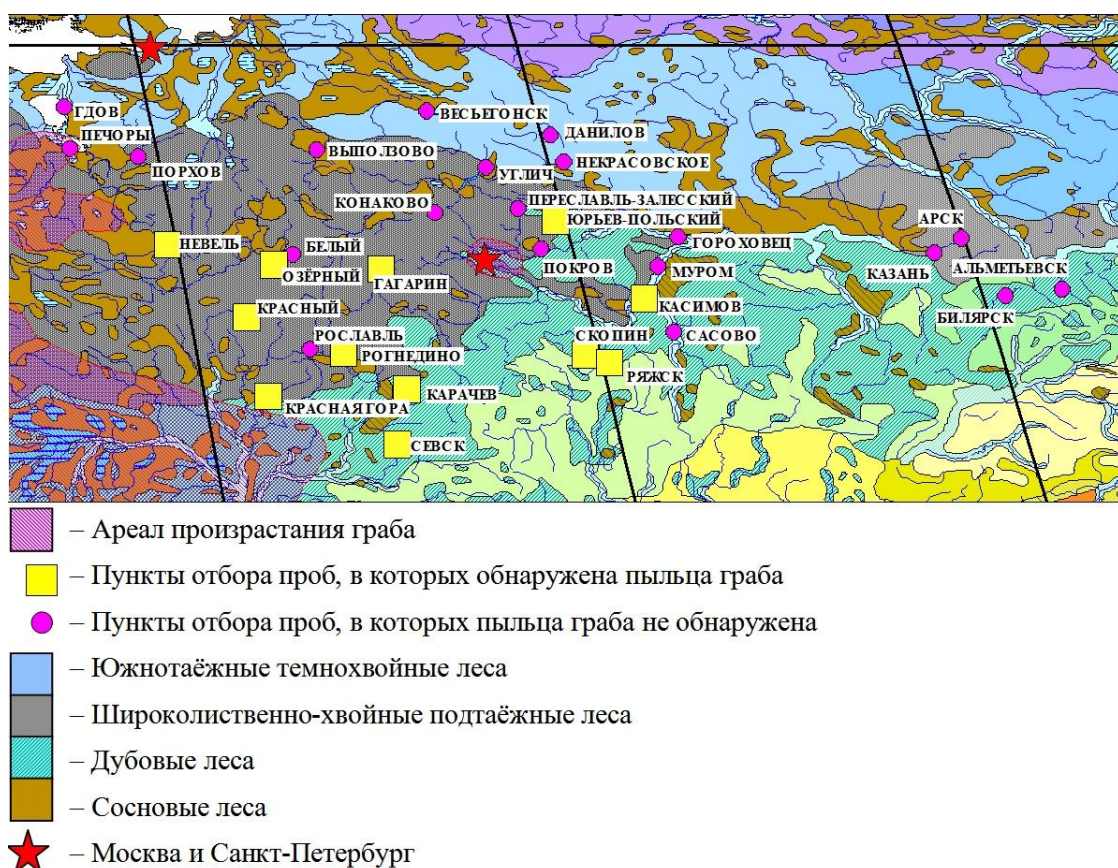 ГДОВ
ВЕСЬЕГОНСК
ДАНИЛОВ
ПЕЧОРЫ
ВЫПОЛЗОВО
НЕКРАСОВСКОЕ
ПОРХОВ
УГЛИЧ
ПЕРЕСЛАВЛЬ-ЗАЛЕССКИЙ
КОНАКОВО
ЮРЬЕВ-ПОЛЬСКИЙ
АРСК
НЕВЕЛЬ
БЕЛЫЙ
ГОРОХОВЕЦ
ПОКРОВ
КАЗАНЬ
АЛЬМЕТЬЕВСК
ОЗЁРНЫЙ
ГАГАРИН
МУРОМ
КРАСНЫЙ
КАСИМОВ
БИЛЯРСК
РОСЛАВЛЬ
СКОПИН
САСОВО
РОГНЕДИНО
РЯЖСК
КРАСНАЯ ГОРА
КАРАЧЕВ
СЕВСК
– Ареал произрастания граба
– Пункты отбора проб, в которых обнаружена пыльца граба
– Пункты отбора проб, в которых пыльца граба не обнаружена
– Южнотаёжные темнохвойные леса
– Широколиственно-хвойные подтаёжные леса
– Дубовые леса
– Сосновые леса
– Москва и Санкт-Петербург